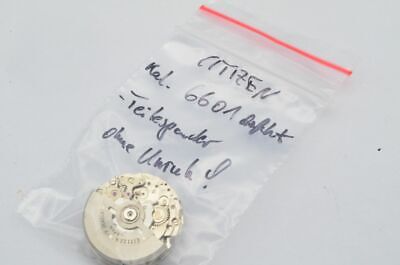 CITIZEN
Kal. 6601 defekt
- Teilespender
ohne Unruh!